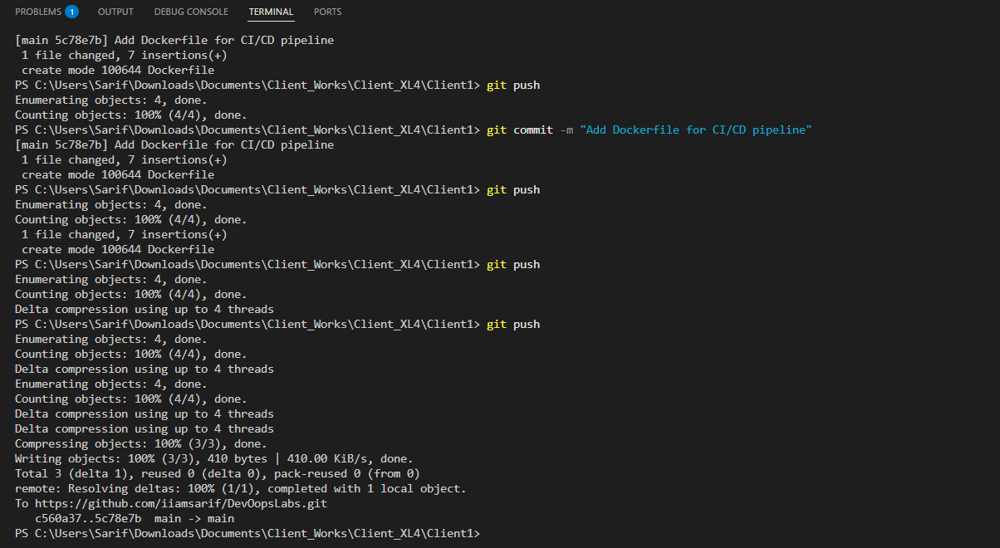 PROBLEMS 1 OUTPUT DEBUG CONSOLE TERMINAL PORTS
[main 5c78e7b] Add Dockerfile for CI/CD pipeline
 1 file changed, 7 insertions(+)
 create mode 100644 Dockerfile
PS C:\Users\Sarif\Downloads\Documents\Client_Works\Client_XL4\Client1> git push
Enumerating objects: 4, done.
Counting objects: 100% (4/4), done.
PS C:\Users\Sarif\Downloads\Documents\Client_Works\Client_XL4\Client1> git commit -m "Add Dockerfile for CI/CD pipeline"
[main 5c78e7b] Add Dockerfile for CI/CD pipeline
 1 file changed, 7 insertions(+)
 create mode 100644 Dockerfile
PS C:\Users\Sarif\Downloads\Documents\Client_Works\Client_XL4\Client1> git push
Enumerating objects: 4, done.
Counting objects: 100% (4/4), done.
 1 file changed, 7 insertions(+)
 create mode 100644 Dockerfile
PS C:\Users\Sarif\Downloads\Documents\Client_Works\Client_XL4\Client1> git push
Enumerating objects: 4, done.
Counting objects: 100% (4/4), done.
Delta compression using up to 4 threads
PS C:\Users\Sarif\Downloads\Documents\Client_Works\Client_XL4\Client1> git push
Enumerating objects: 4, done.
Counting objects: 100% (4/4), done.
Delta compression using up to 4 threads
Enumerating objects: 4, done.
Counting objects: 100% (4/4), done.
Delta compression using up to 4 threads
Delta compression using up to 4 threads
Compressing objects: 100% (3/3), done.
Writing objects: 100% (3/3), 410 bytes | 410.00 KiB/s, done.
Total 3 (delta 1), reused 0 (delta 0), pack-reused 0 (from 0)
remote: Resolving deltas: 100% (1/1), completed with 1 local object.
To https://github.com/iiamsarif/DevOopsLabs.git
   c560a37..5c78e7b  main -> main
PS C:\Users\Sarif\Downloads\Documents\Client_Works\Client_XL4\Client1>